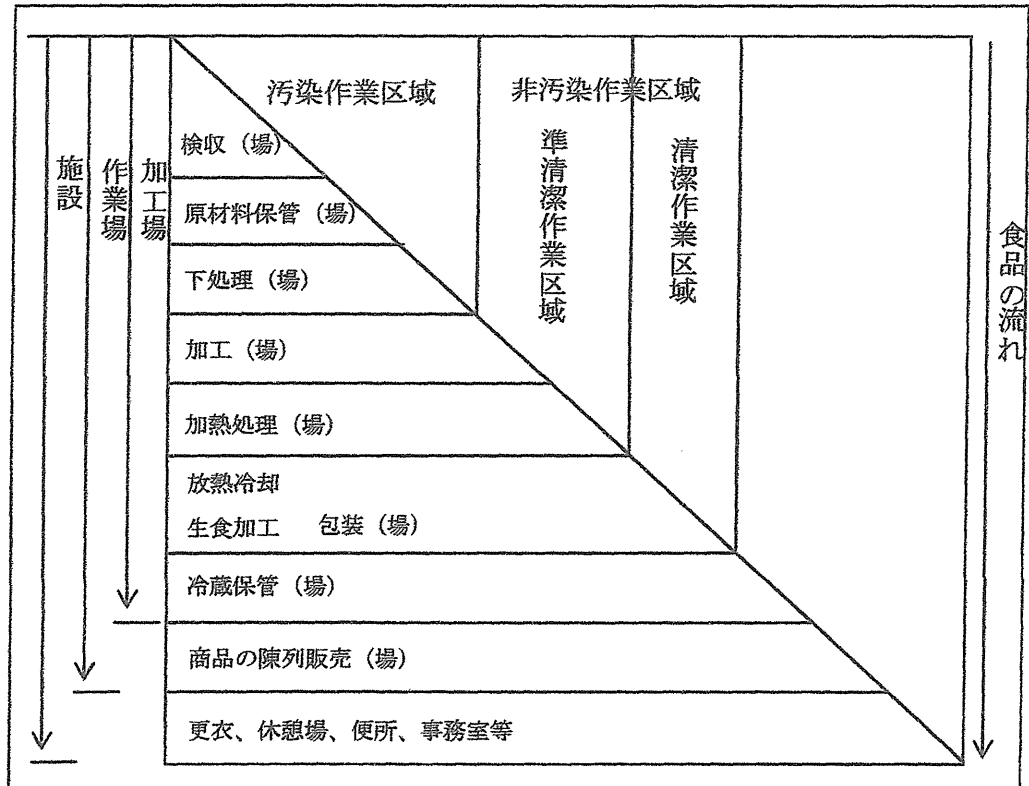 施設
作業場
加工場
汚染作業区域
非汚染作業区域
準清潔作業区域
清潔作業区域
検収（場）
原材料保管（場）
下処理（場）
加工（場）
加熱処理（場）
放熱冷却
生食加工　包装（場）
冷蔵保管（場）
商品の陳列販売（場）
更衣、休憩場、便所、事務室等
食品の流れ